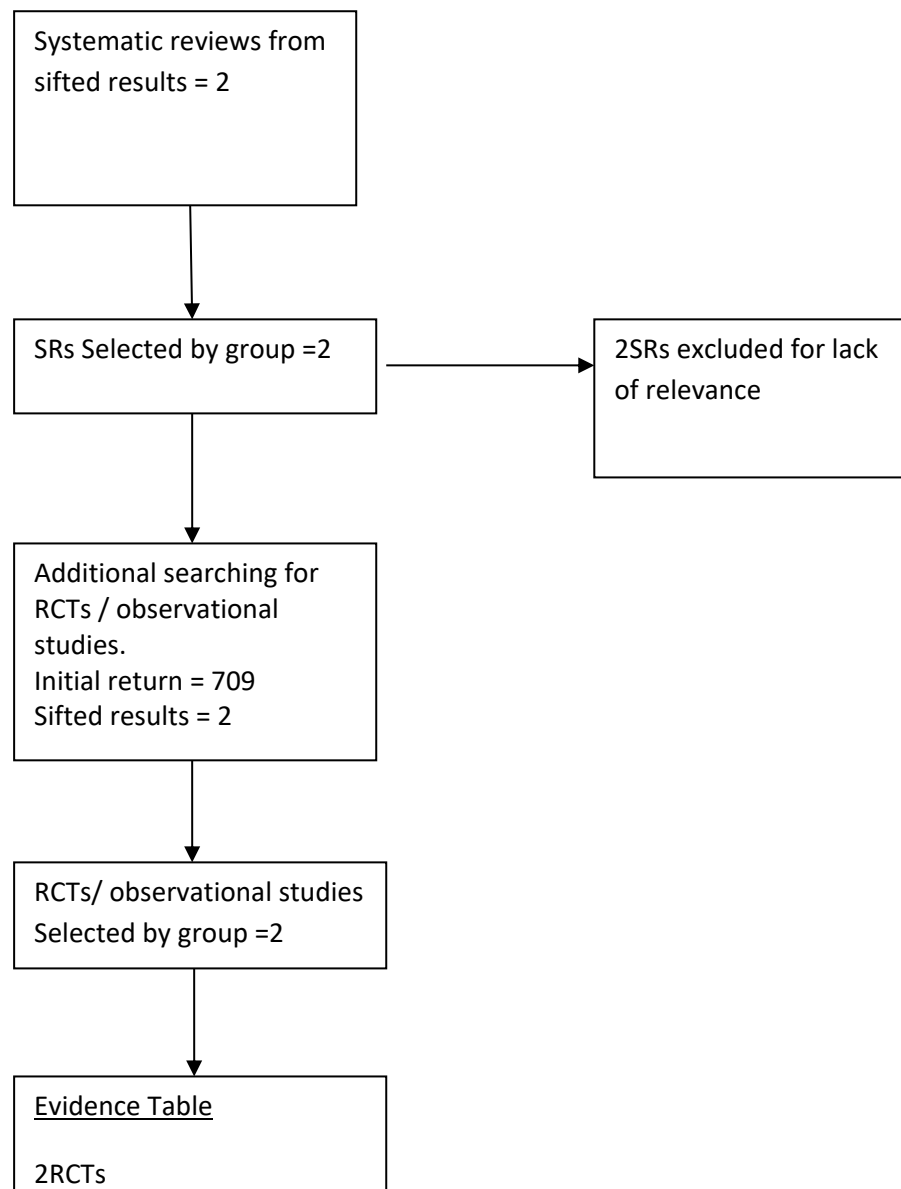 Systematic reviews from
sifted results = 2
SRs Selected by group =2
2SRs excluded for lack
of relevance
Additional searching for
RCTs / observational
studies.
Initial return = 709
Sifted results = 2
RCTs/ observational studies
Selected by group =2
Evidence Table
2RCTs